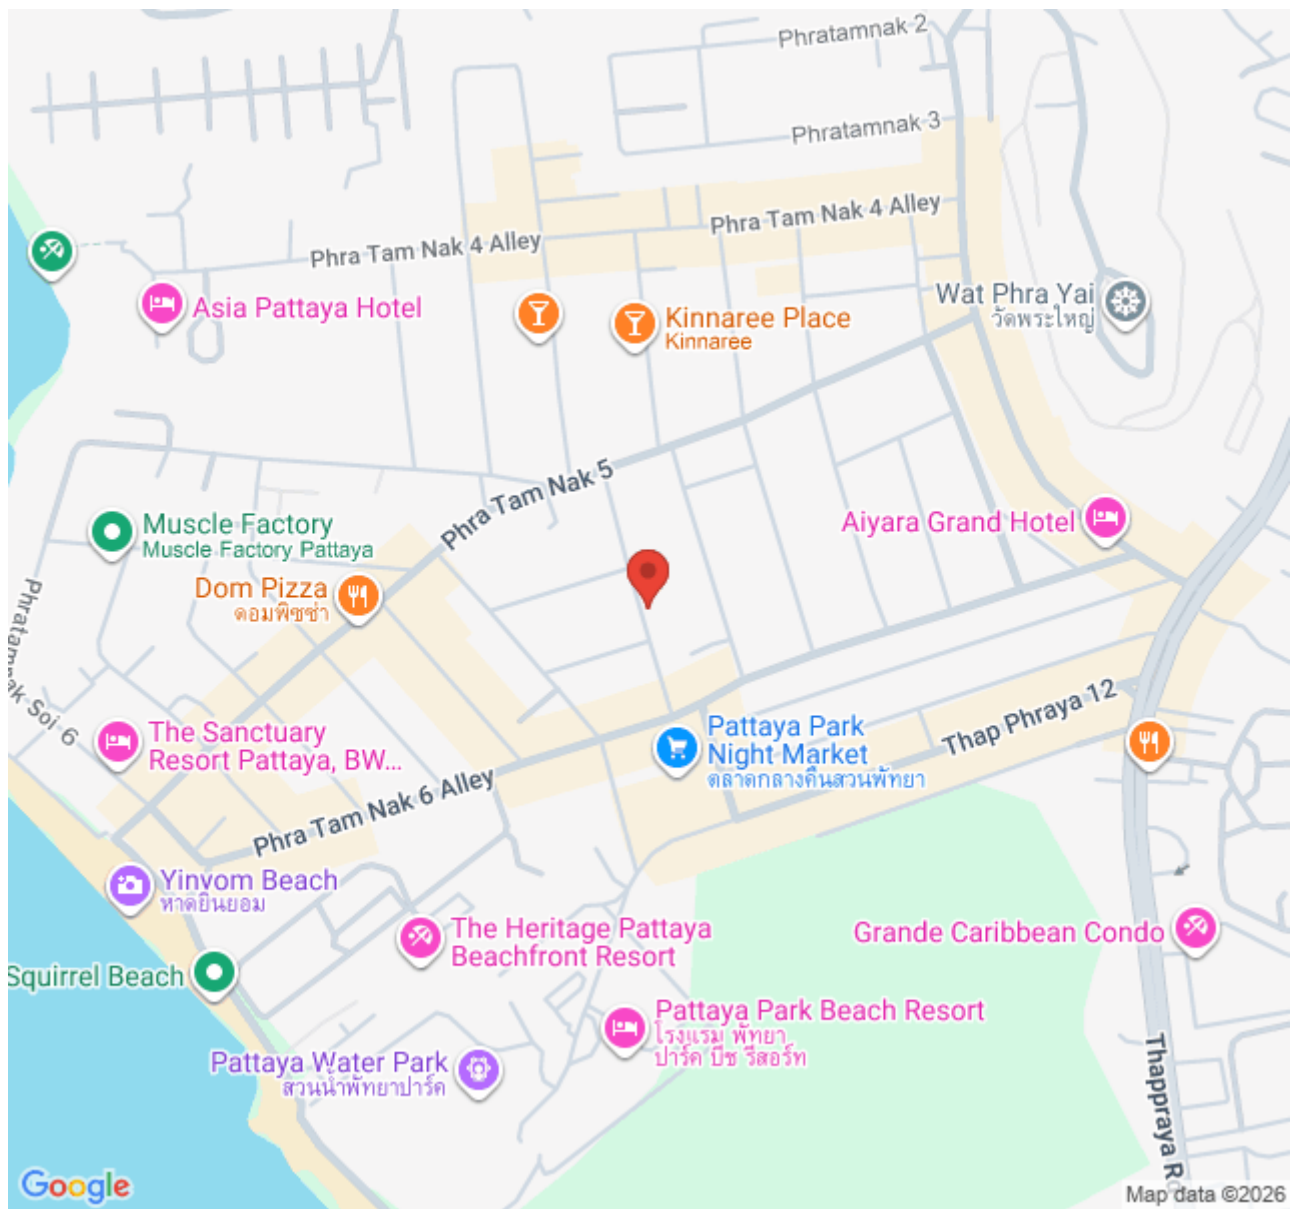 Phratamnak 2
Phratamnak 3
Phra Tam Nak 4 Alley
Phra Tam Nak 4 Alley
Asia Pattaya Hotel
Kinnaree Place
Kinnaree
Wat Phra Yai
วัดพระใหญ่
Phra Tam Nak 5
Muscle Factory
Muscle Factory Pattaya
Aiyara Grand Hotel
Dom Pizza
ดอมพิซซ่า
Phratamnak Soi 6
The Sanctuary
Resort Pattaya, BW...
Pattaya Park
Night Market
ตลาดกลางคืนสวนพัทยา
Thap Phraya 12
Phra Tam Nak 6 Alley
Yinyom Beach
หาดยินยอม
The Heritage Pattaya
Beachfront Resort
Grande Caribbean Condo
Squirrel Beach
Pattaya Park Beach Resort
โรงแรม พัทยา
ปาร์ค บีช รีสอร์ท
Pattaya Water Park
สวนน้ำพัทยาปาร์ค
Thappraya Rd
Google
Map data ©2026